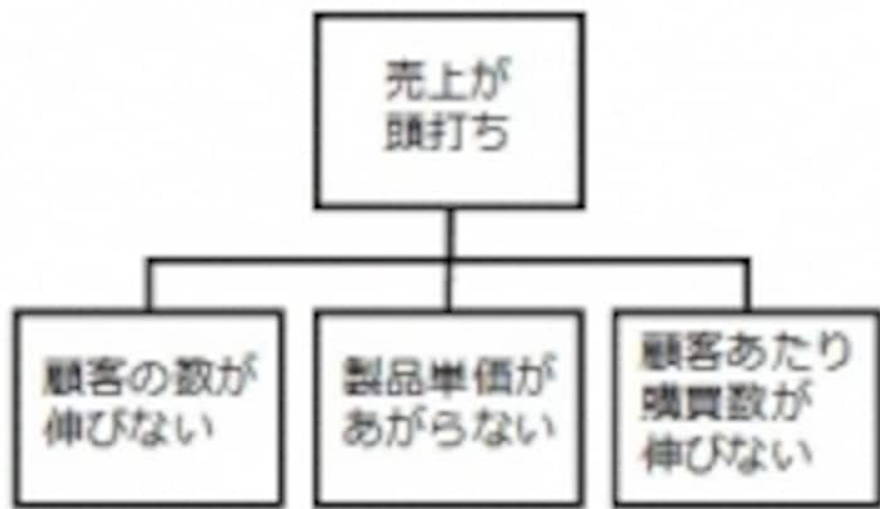 売上が
頭打ち
顧客の数が
伸びない
製品単価が
あがらない
顧客あたり
購買数が
伸びない